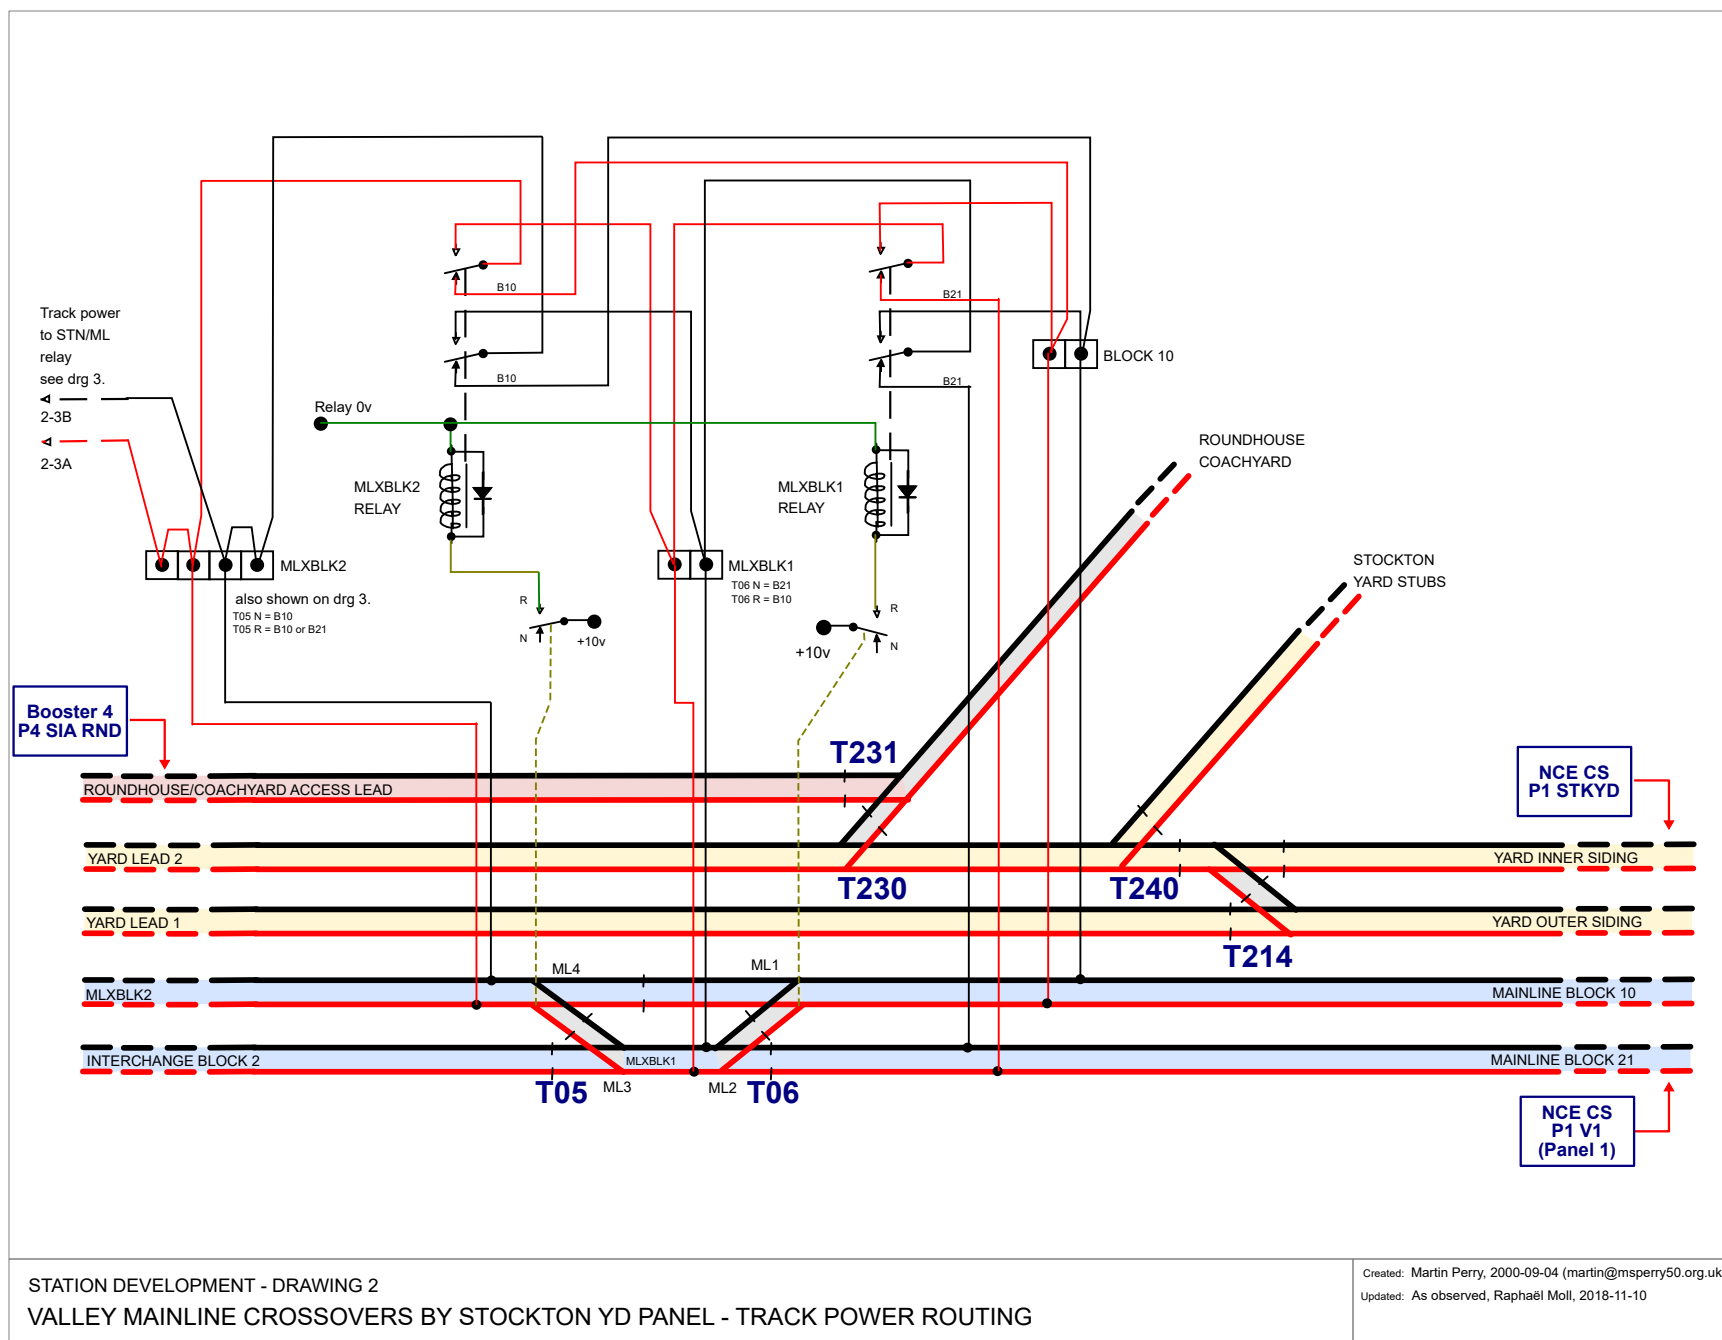 Track power
to STN/ML
relay
see drg 3.
2-3B
2-3A
B10
B10
B21
B21
BLOCK 10
Relay 0v
MLXBLK2
RELAY
MLXBLK1
RELAY
ROUNDHOUSE
COACHYARD
STOCKTON
YARD STUBS
MLXBLK2
also shown on drg 3.
T05 N = B10
T05 R = B10 or B21
MLXBLK1
T06 N = B21
T06 R = B10
R
N
+10v
R
N
+10v
Booster 4
P4 SIA RND
T231
NCE CS
P1 STKYD
ROUNDHOUSE/COACHYARD ACCESS LEAD
YARD LEAD 2
YARD INNER SIDING
T230
T240
YARD LEAD 1
YARD OUTER SIDING
T214
ML4
ML1
MLXBLK2
MAINLINE BLOCK 10
INTERCHANGE BLOCK 2
MLXBLK1
MAINLINE BLOCK 21
T05
ML3
ML2
T06
NCE CS
P1 V1
(Panel 1)
STATION DEVELOPMENT - DRAWING 2
VALLEY MAINLINE CROSSOVERS BY STOCKTON YD PANEL - TRACK POWER ROUTING
Created: Martin Perry, 2000-09-04 (martin@msperry50.org.uk
Updated: As observed, Raphaël Moll, 2018-11-10